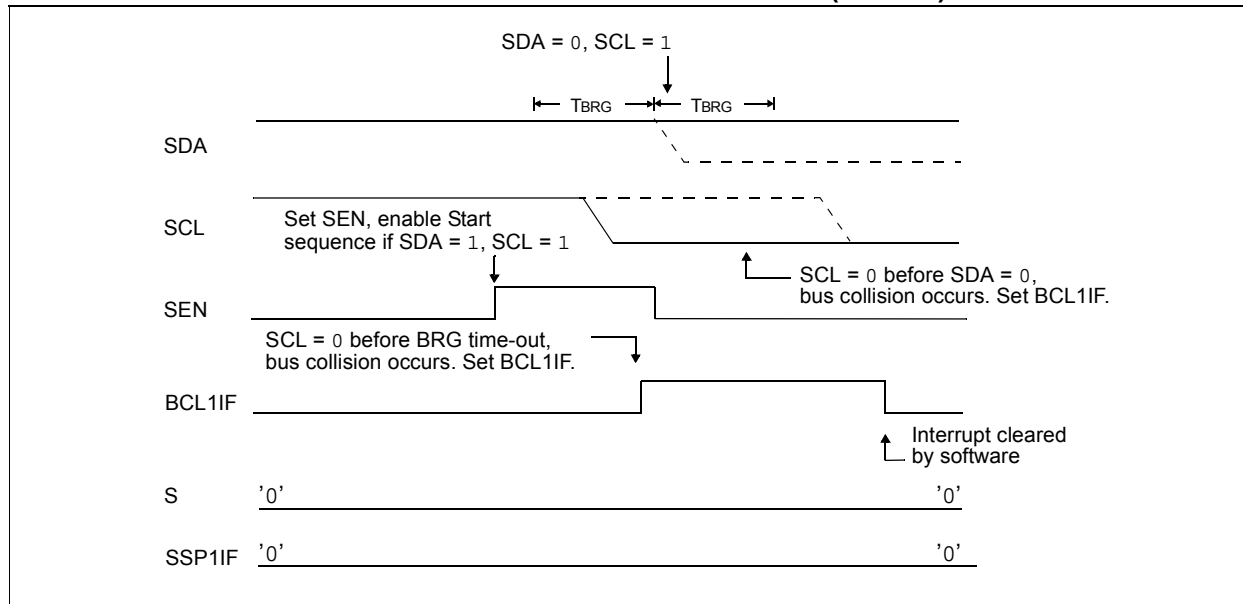 SDA = 0, SCL = 1
TBRG TBRG
SDA
SCL
Set SEN, enable Start
sequence if SDA = 1, SCL = 1
SCL = 0 before SDA = 0,
bus collision occurs. Set BCL1IF.
SEN
SCL = 0 before BRG time-out,
bus collision occurs. Set BCL1IF.
BCL1IF
Interrupt cleared
by software
S '0' '0'
SSP1IF '0' '0'